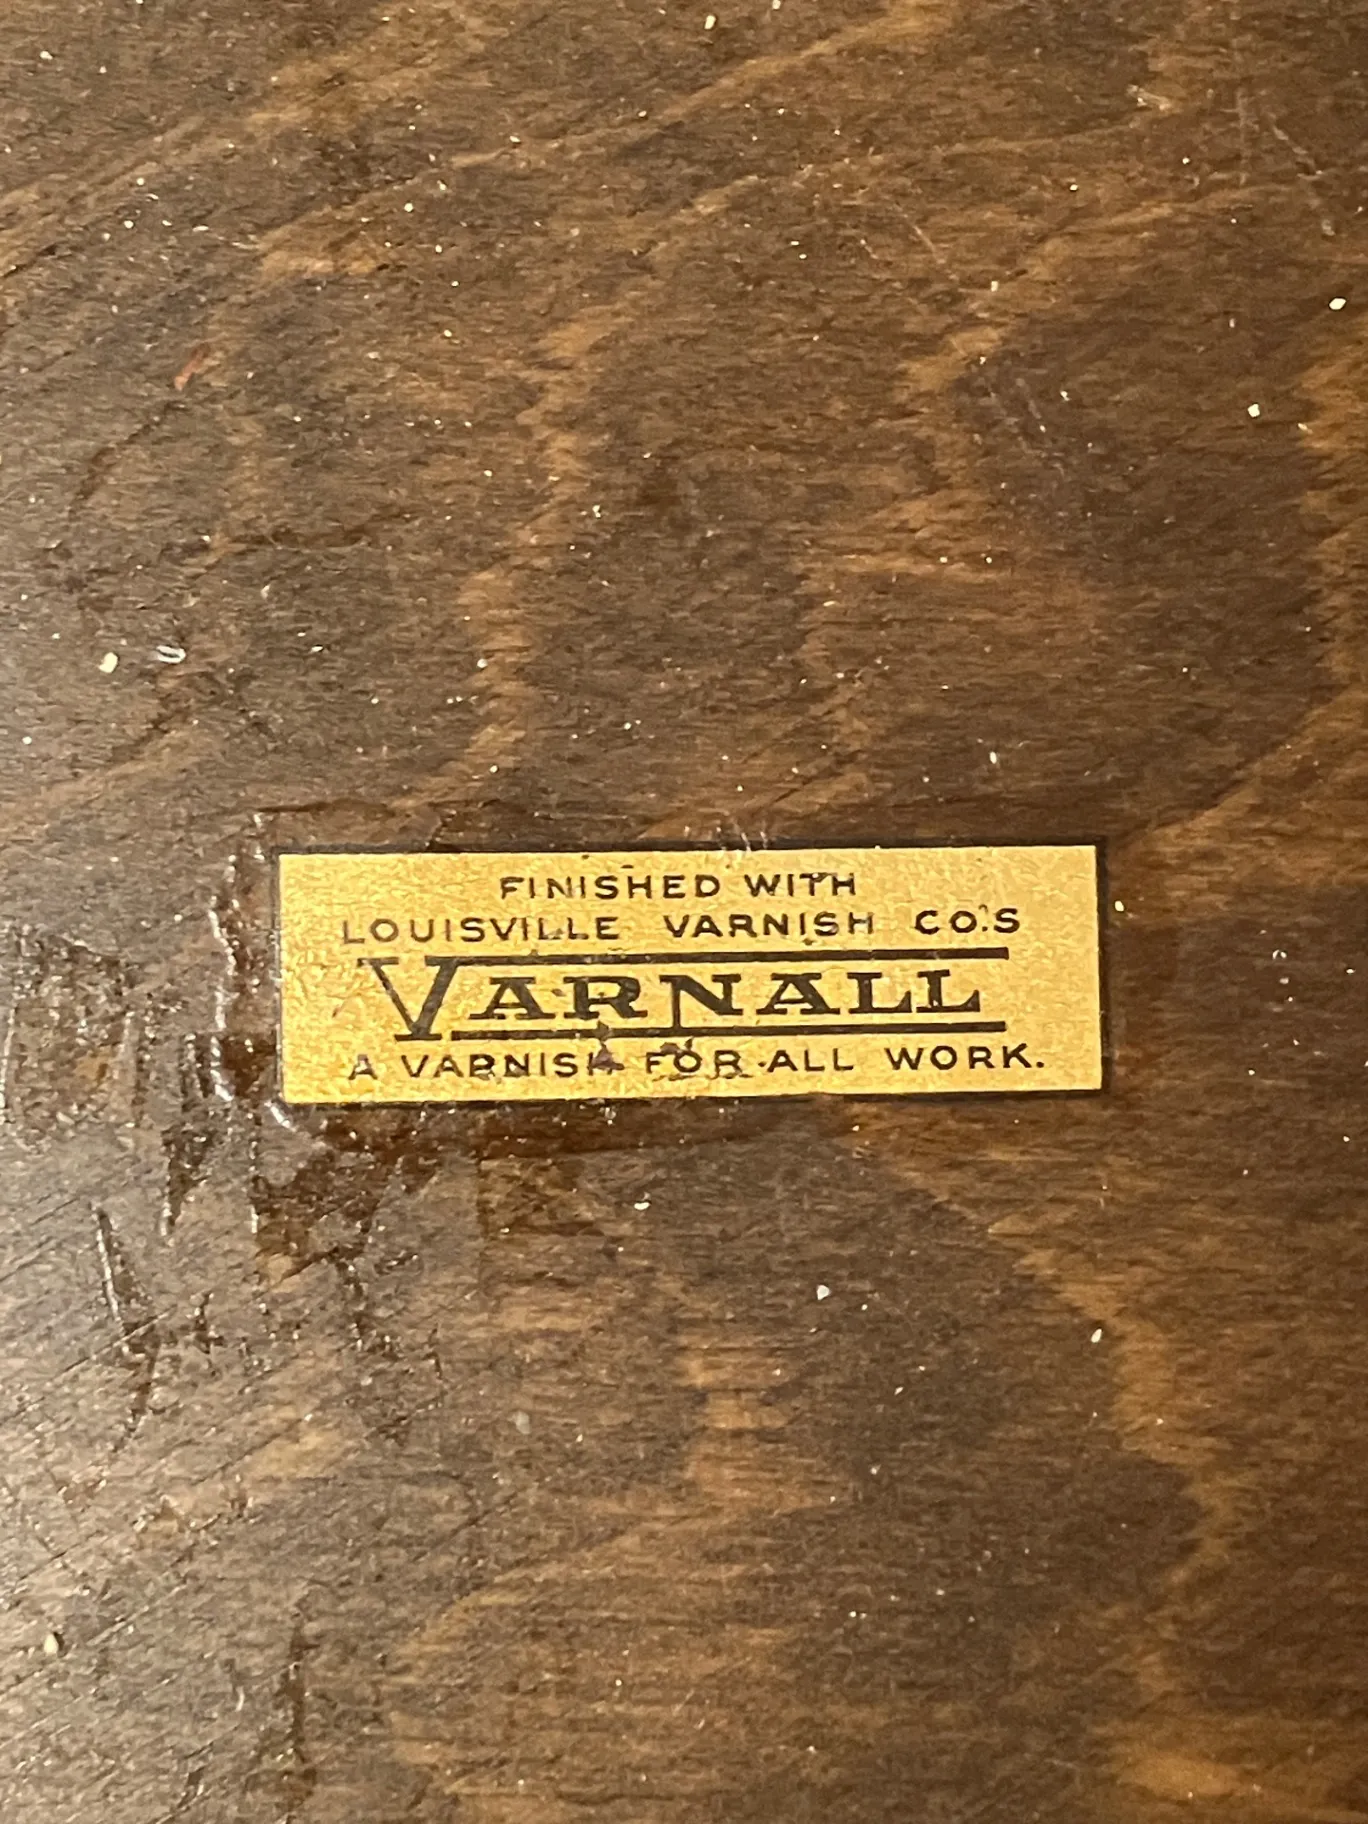 FINISHED WITH
LOUISVILLE VARNISH CO.'S
VARNALL
A VARNISH FOR ALL WORK.